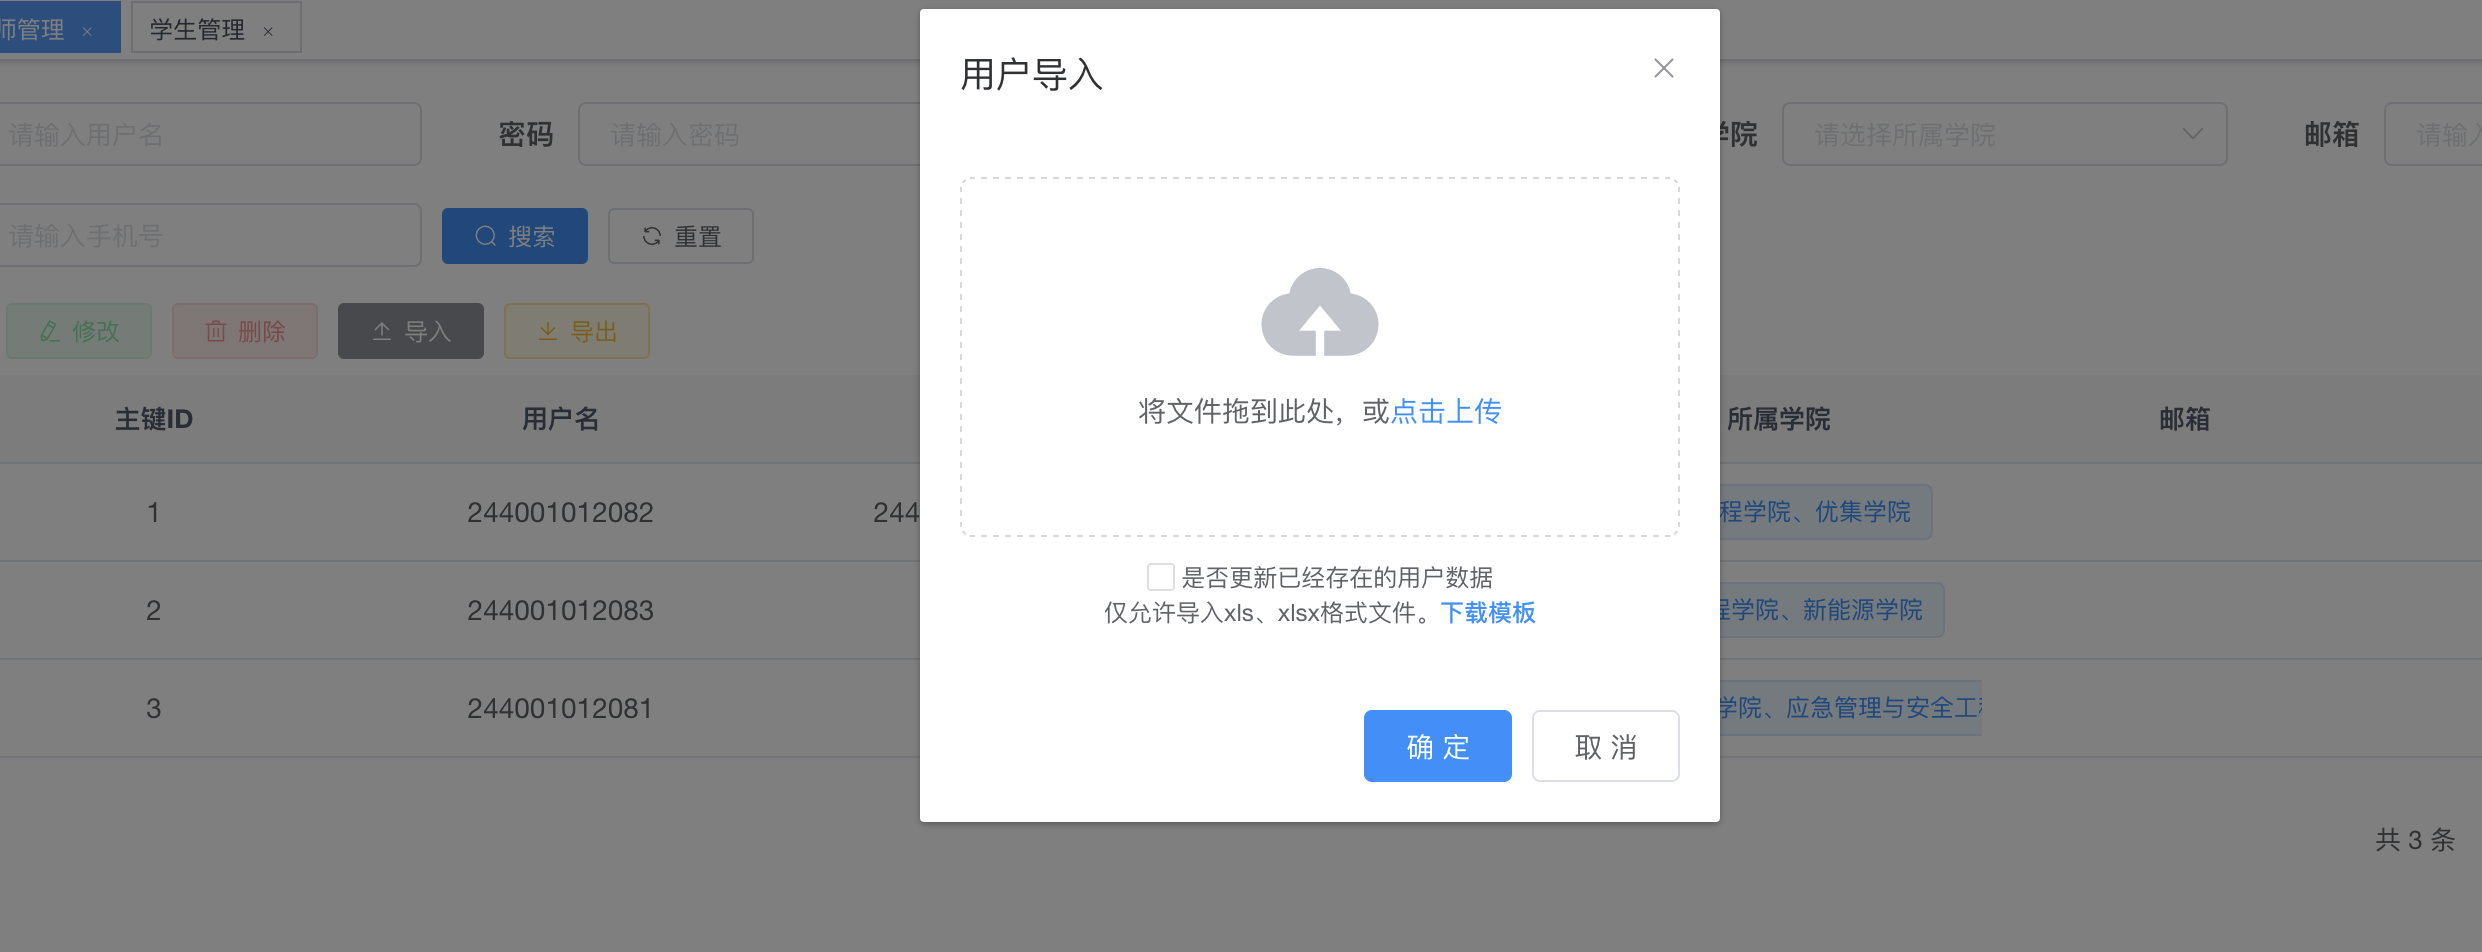 师管理 × 学生管理 ×
用户导入
请输入用户名 密码 请输入密码 学院 请选择所属学院 邮箱 请输入
请输入手机号 搜索 重置
修改 删除 导入 导出
将文件拖到此处，或点击上传
主键ID 用户名 所属学院 邮箱
1 244001012082 244 程学院、优集学院
是否更新已经存在的用户数据
仅允许导入xls、xlsx格式文件。下载模板
2 244001012083 程学院、新能源学院
3 244001012081 学院、应急管理与安全工程
确 定 取 消
共 3 条